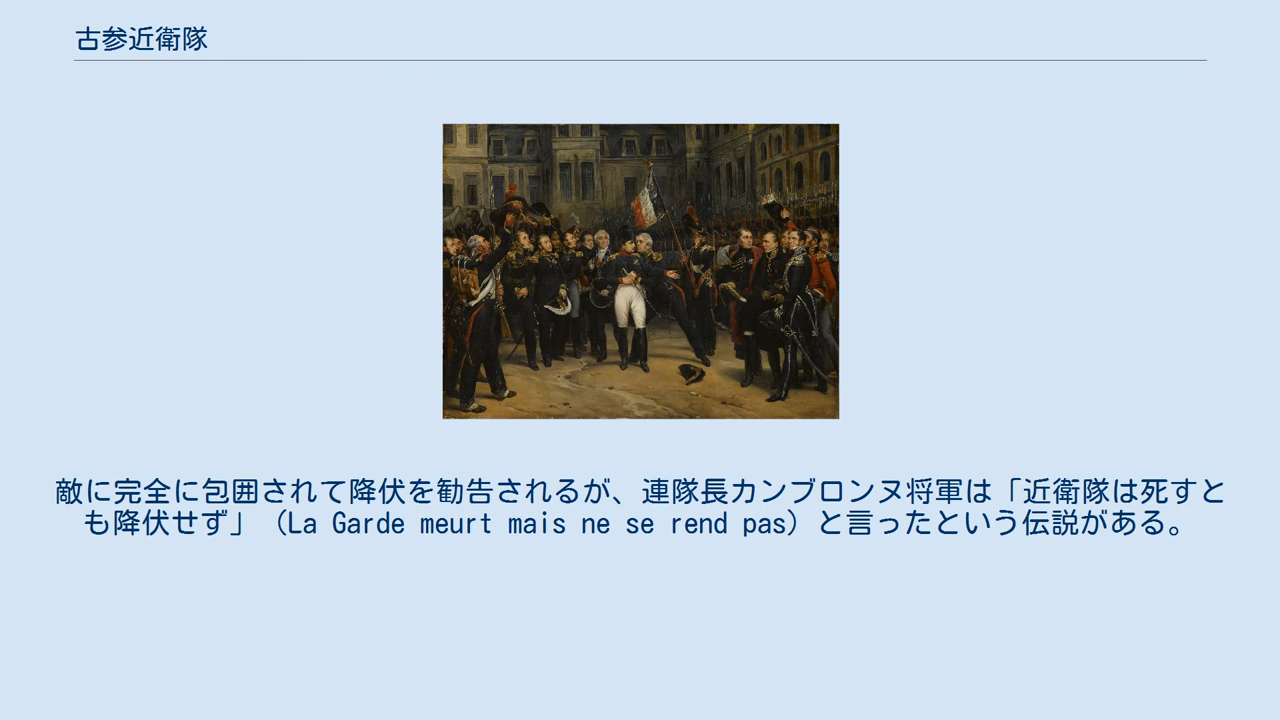 古参近衛隊
敵に完全に包囲されて降伏を勧告されるが、連隊長カンブロンヌ将軍は「近衛隊は死すと
も降伏せず」（La Garde meurt mais ne se rend pas）と言ったという伝説がある。